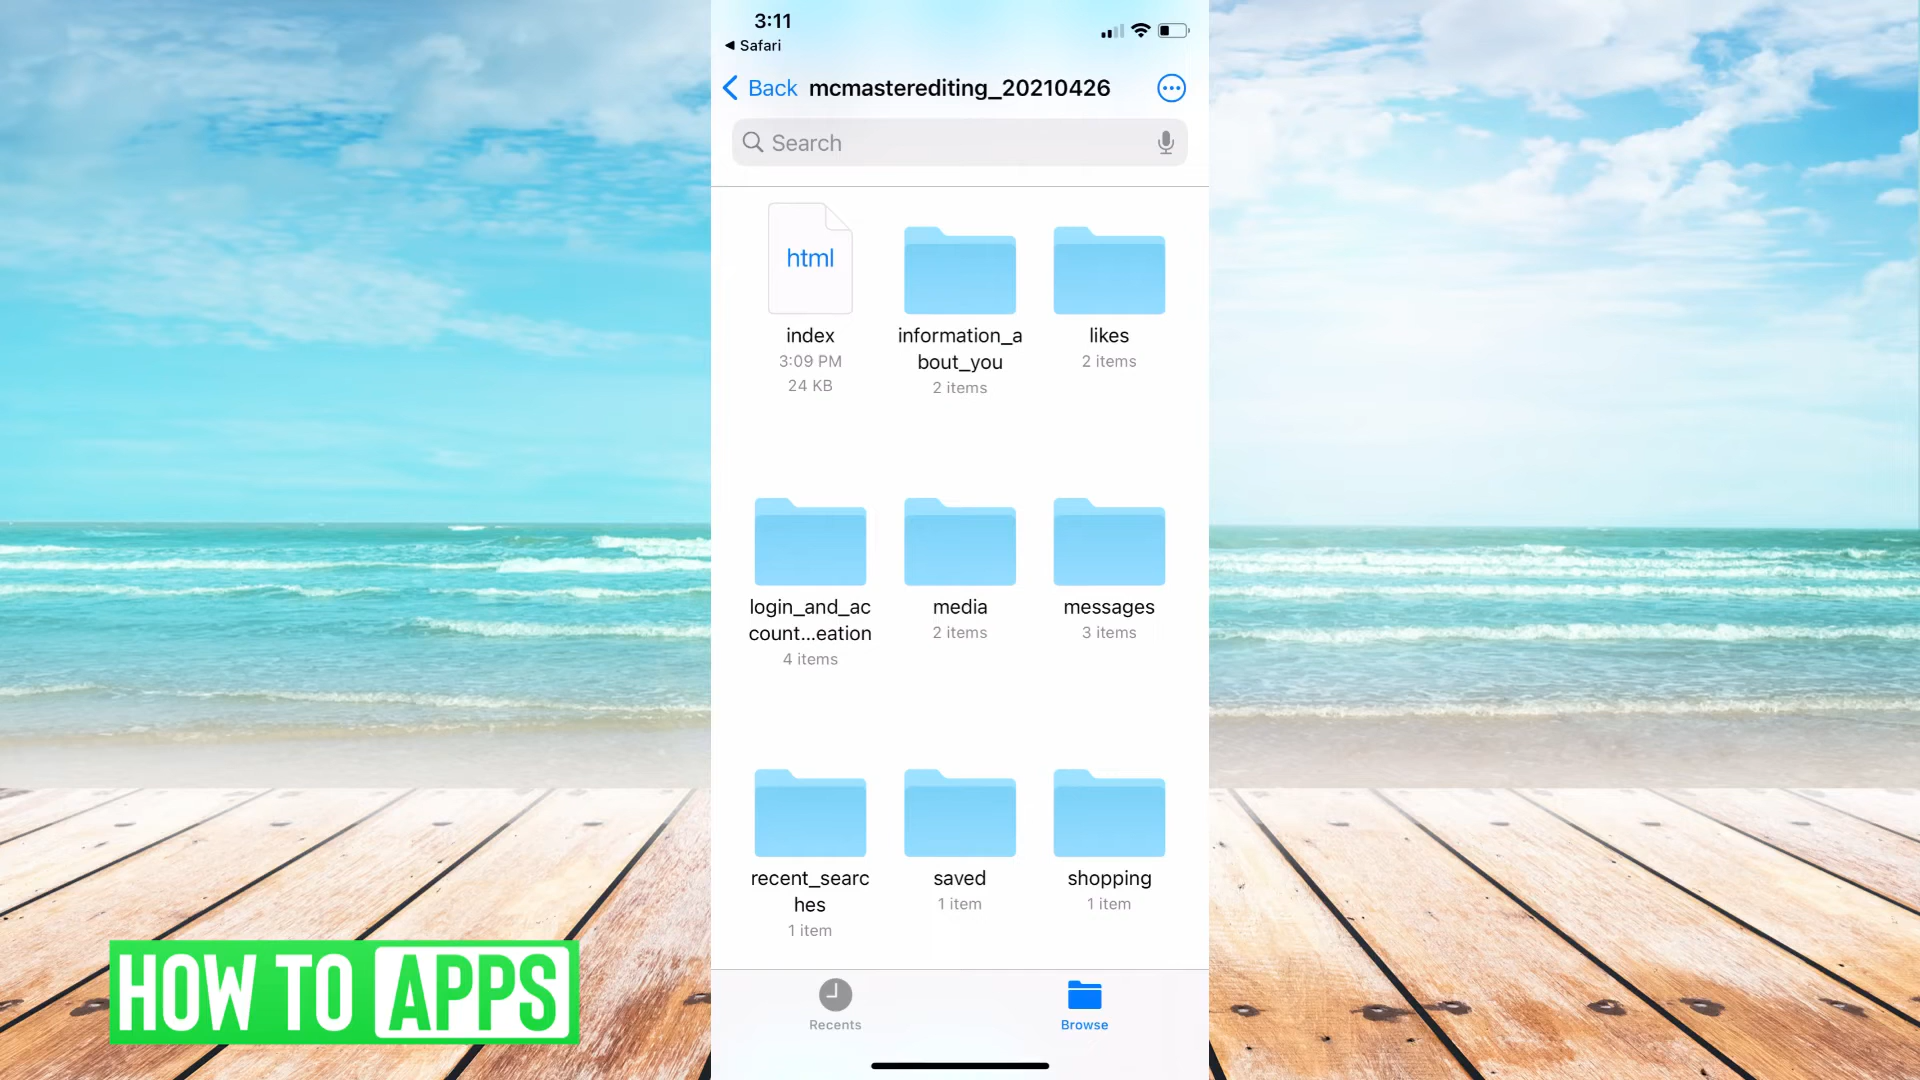 3:11
Safari
Back mcmasterediting_20210426
Search
html
index
3:09 PM
24 KB
information_a
bout_you
2 items
likes
2 items
login_and_ac
count...eation
4 items
media
2 items
messages
3 items
recent_searc
hes
1 item
saved
1 item
shopping
1 item
Recents
Browse
HOW TO APPS